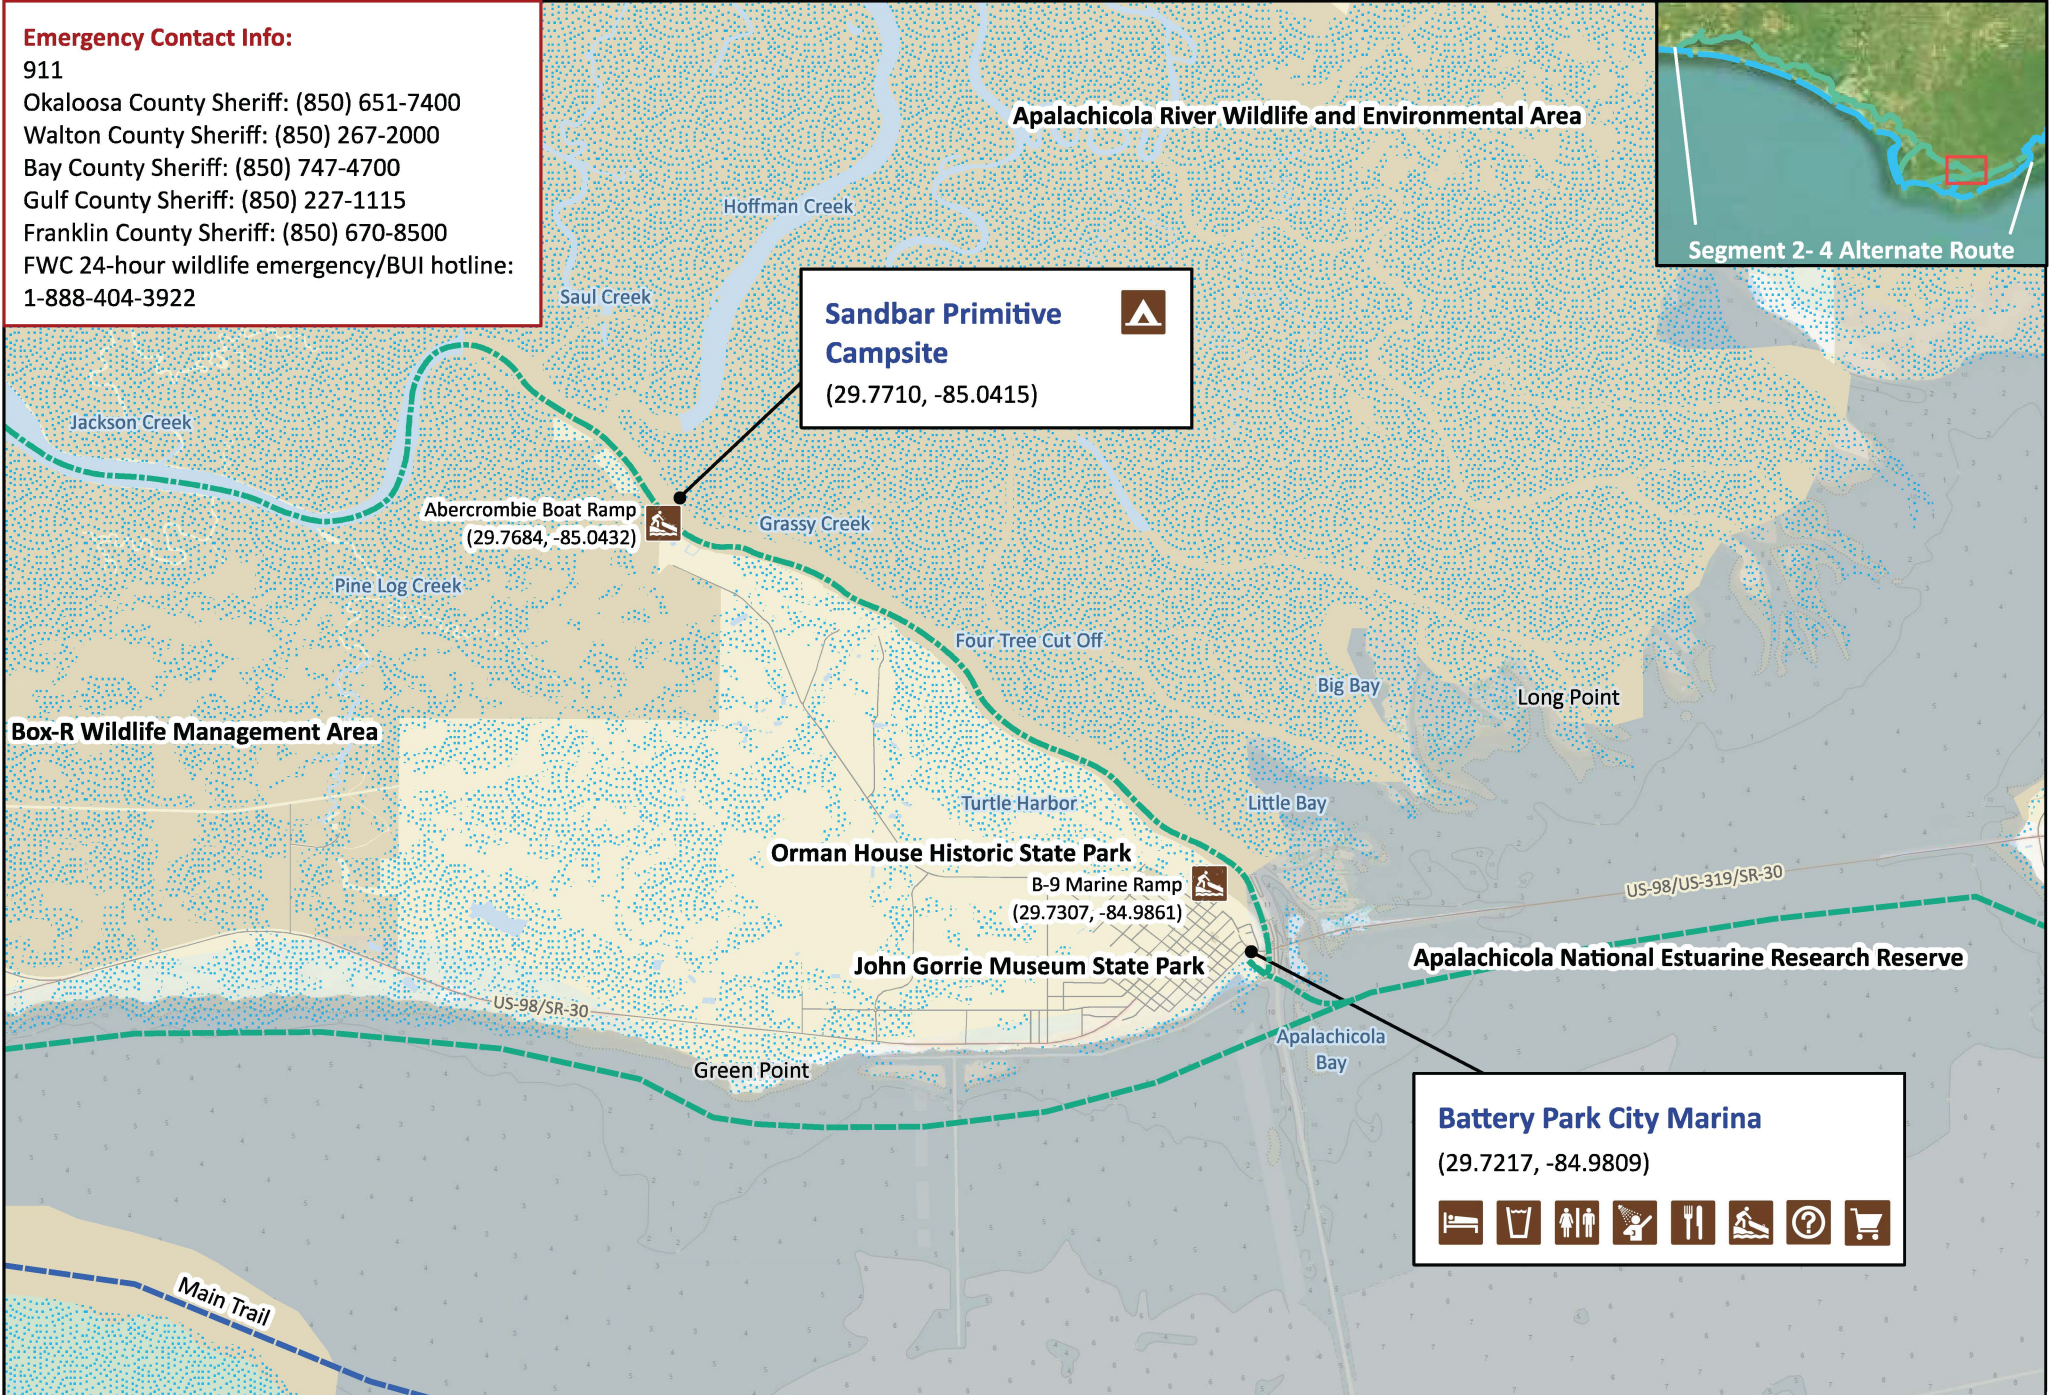 Emergency Contact Info:
911
Okaloosa County Sheriff: (850) 651-7400
Walton County Sheriff: (850) 267-2000
Bay County Sheriff: (850) 747-4700
Gulf County Sheriff: (850) 227-1115
Franklin County Sheriff: (850) 670-8500
FWC 24-hour wildlife emergency/BUI hotline:
1-888-404-3922
Segment 2- 4 Alternate Route
Apalachicola River Wildlife and Environmental Area
Hoffman Creek
Saul Creek
Sandbar Primitive
Campsite
(29.7710, -85.0415)
Jackson Creek
Abercrombie Boat Ramp
(29.7684, -85.0432)
Grassy Creek
Pine Log Creek
Four Tree Cut Off
Big Bay
Long Point
Box-R Wildlife Management Area
Turtle Harbor
Little Bay
Orman House Historic State Park
B-9 Marine Ramp
(29.7307, -84.9861)
US-98/US-319/SR-30
John Gorrie Museum State Park
Apalachicola National Estuarine Research Reserve
US-98/SR-30
Apalachicola
Bay
Green Point
Battery Park City Marina
(29.7217, -84.9809)
Main Trail